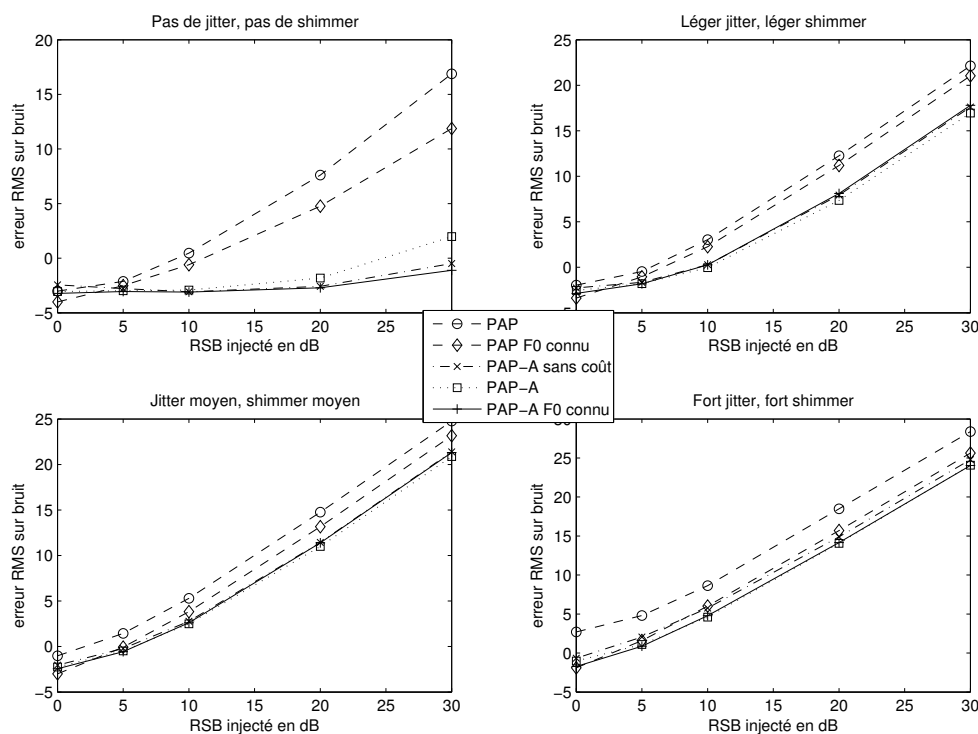 Pas de jitter, pas de shimmer
20
15
10
5
0
−5
0 5 10 15 20 25 30
erreur RMS sur bruit
RSB injecté en dB
Léger jitter, léger shimmer
25
20
15
10
5
0
−5
0 5 10 15 20 25 30
erreur RMS sur bruit
RSB injecté en dB
PAP
PAP F0 connu
PAP−A sans coût
PAP−A
PAP−A F0 connu
Jitter moyen, shimmer moyen
25
20
15
10
5
0
−5
0 5 10 15 20 25 30
erreur RMS sur bruit
RSB injecté en dB
Fort jitter, fort shimmer
30
25
20
15
10
5
0
−5
0 5 10 15 20 25 30
erreur RMS sur bruit
RSB injecté en dB